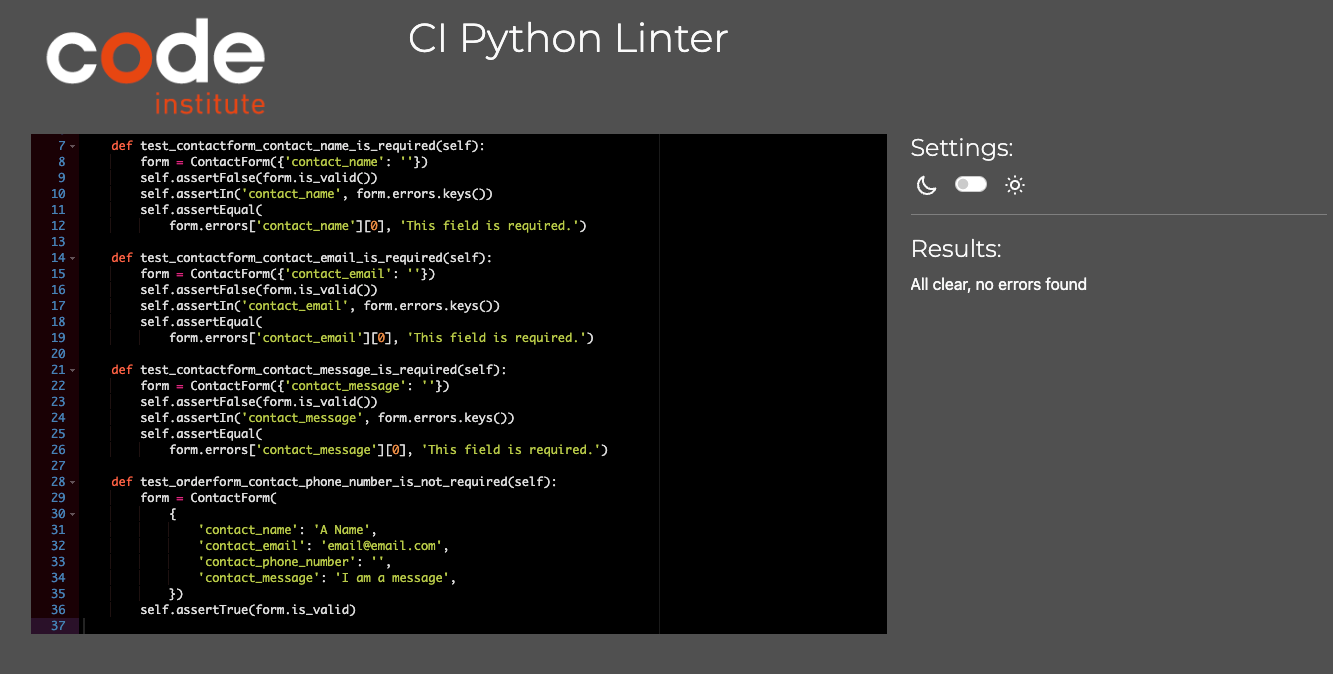 code
institute
CI Python Linter
7 def test_contactform_contact_name_is_required(self):
8 form = ContactForm({'contact_name': ''})
9 self.assertFalse(form.is_valid())
10 self.assertIn('contact_name', form.errors.keys())
11 self.assertEqual(
12 form.errors['contact_name'][0], 'This field is required.')
13
14 def test_contactform_contact_email_is_required(self):
15 form = ContactForm({'contact_email': ''})
16 self.assertFalse(form.is_valid())
17 self.assertIn('contact_email', form.errors.keys())
18 self.assertEqual(
19 form.errors['contact_email'][0], 'This field is required.')
20
21 def test_contactform_contact_message_is_required(self):
22 form = ContactForm({'contact_message': ''})
23 self.assertFalse(form.is_valid())
24 self.assertIn('contact_message', form.errors.keys())
25 self.assertEqual(
26 form.errors['contact_message'][0], 'This field is required.')
27
28 def test_orderform_contact_phone_number_is_not_required(self):
29 form = ContactForm(
30 {
31 'contact_name': 'A Name',
32 'contact_email': 'email@email.com',
33 'contact_phone_number': '',
34 'contact_message': 'I am a message',
35 })
36 self.assertTrue(form.is_valid)
37
Settings:
Results:
All clear, no errors found